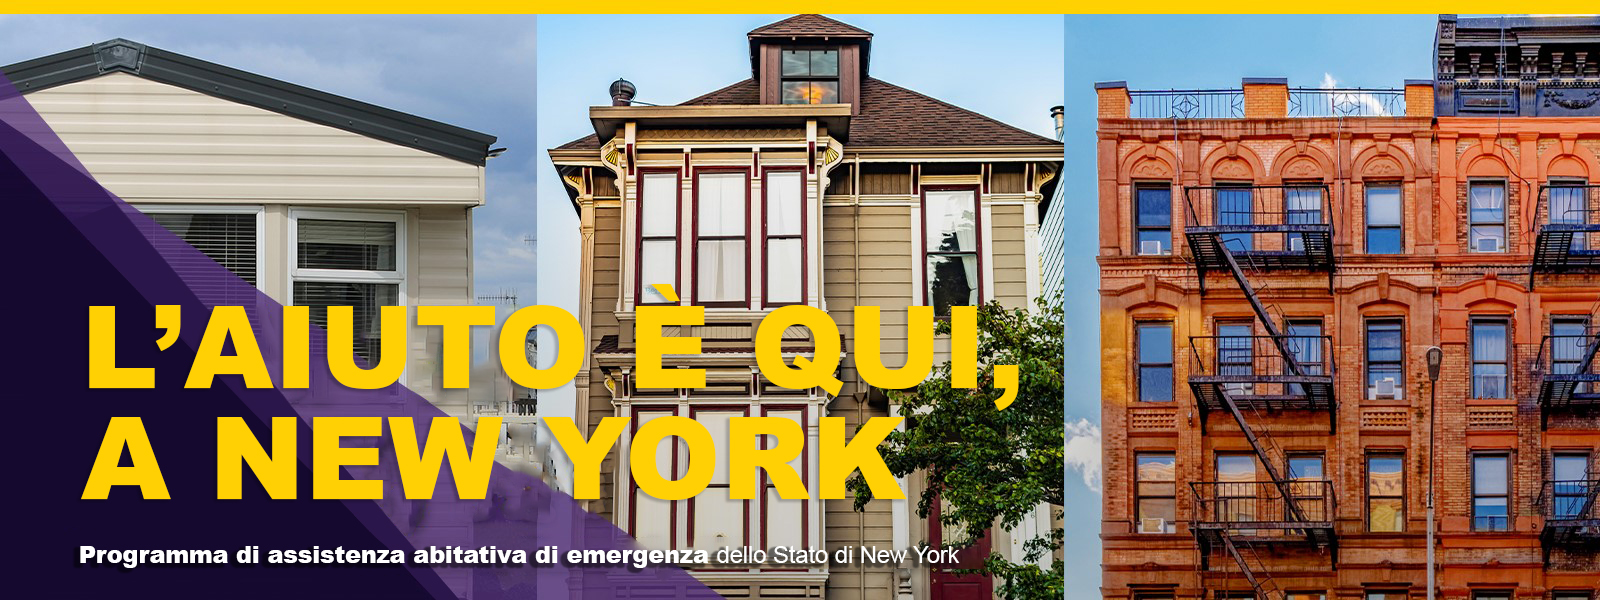 L’AIUTO È QUI,
A NEW YORK
Programma di assistenza abitativa di emergenza dello Stato di New York